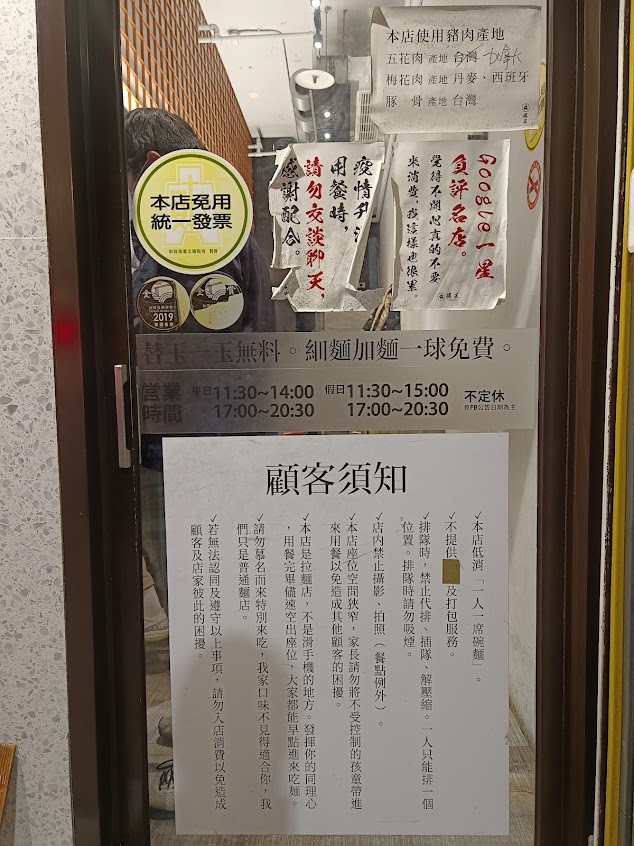 本店使用豬肉產地
五花肉 產地 台灣
梅花肉 產地 丹麥、西班牙
豚 骨 產地 台灣
Google一星
負評名店。
覺得不開心真的不要
來消費，我這樣也很累。
疫情升
用餐時，
請勿交談聊天，
感謝配合。
本店免用
統一發票
2019
替玉一玉無料。細麵加麵一球免費。
營業時間
平日 11:30~14:00
17:00~20:30
假日 11:30~15:00
17:00~20:30
不定休
見FB公告日期為主
顧客須知
✓本店低消「一人一席碗麵」。
✓不提供 及打包服務。
✓排隊時，禁止代排、插隊、解壓縮。一人只能排一個
位置。排隊時請勿吸煙。
✓店內禁止攝影、拍照（餐點例外）。
✓本店座位空間狹窄，家長請勿將不受控制的孩童帶進
來用餐以免造成其他顧客的困擾。
✓本店是拉麵店，不是滑手機的地方。發揮你的同理心
，用餐完畢儘速空出座位，大家都能早點進來吃麵。
✓請勿慕名而來特別來吃，我家口味不見得適合你，我
們只是普通麵店。
✓若無法認同及遵守以上事項，請勿入店消費以免造成
顧客及店家彼此的困擾。